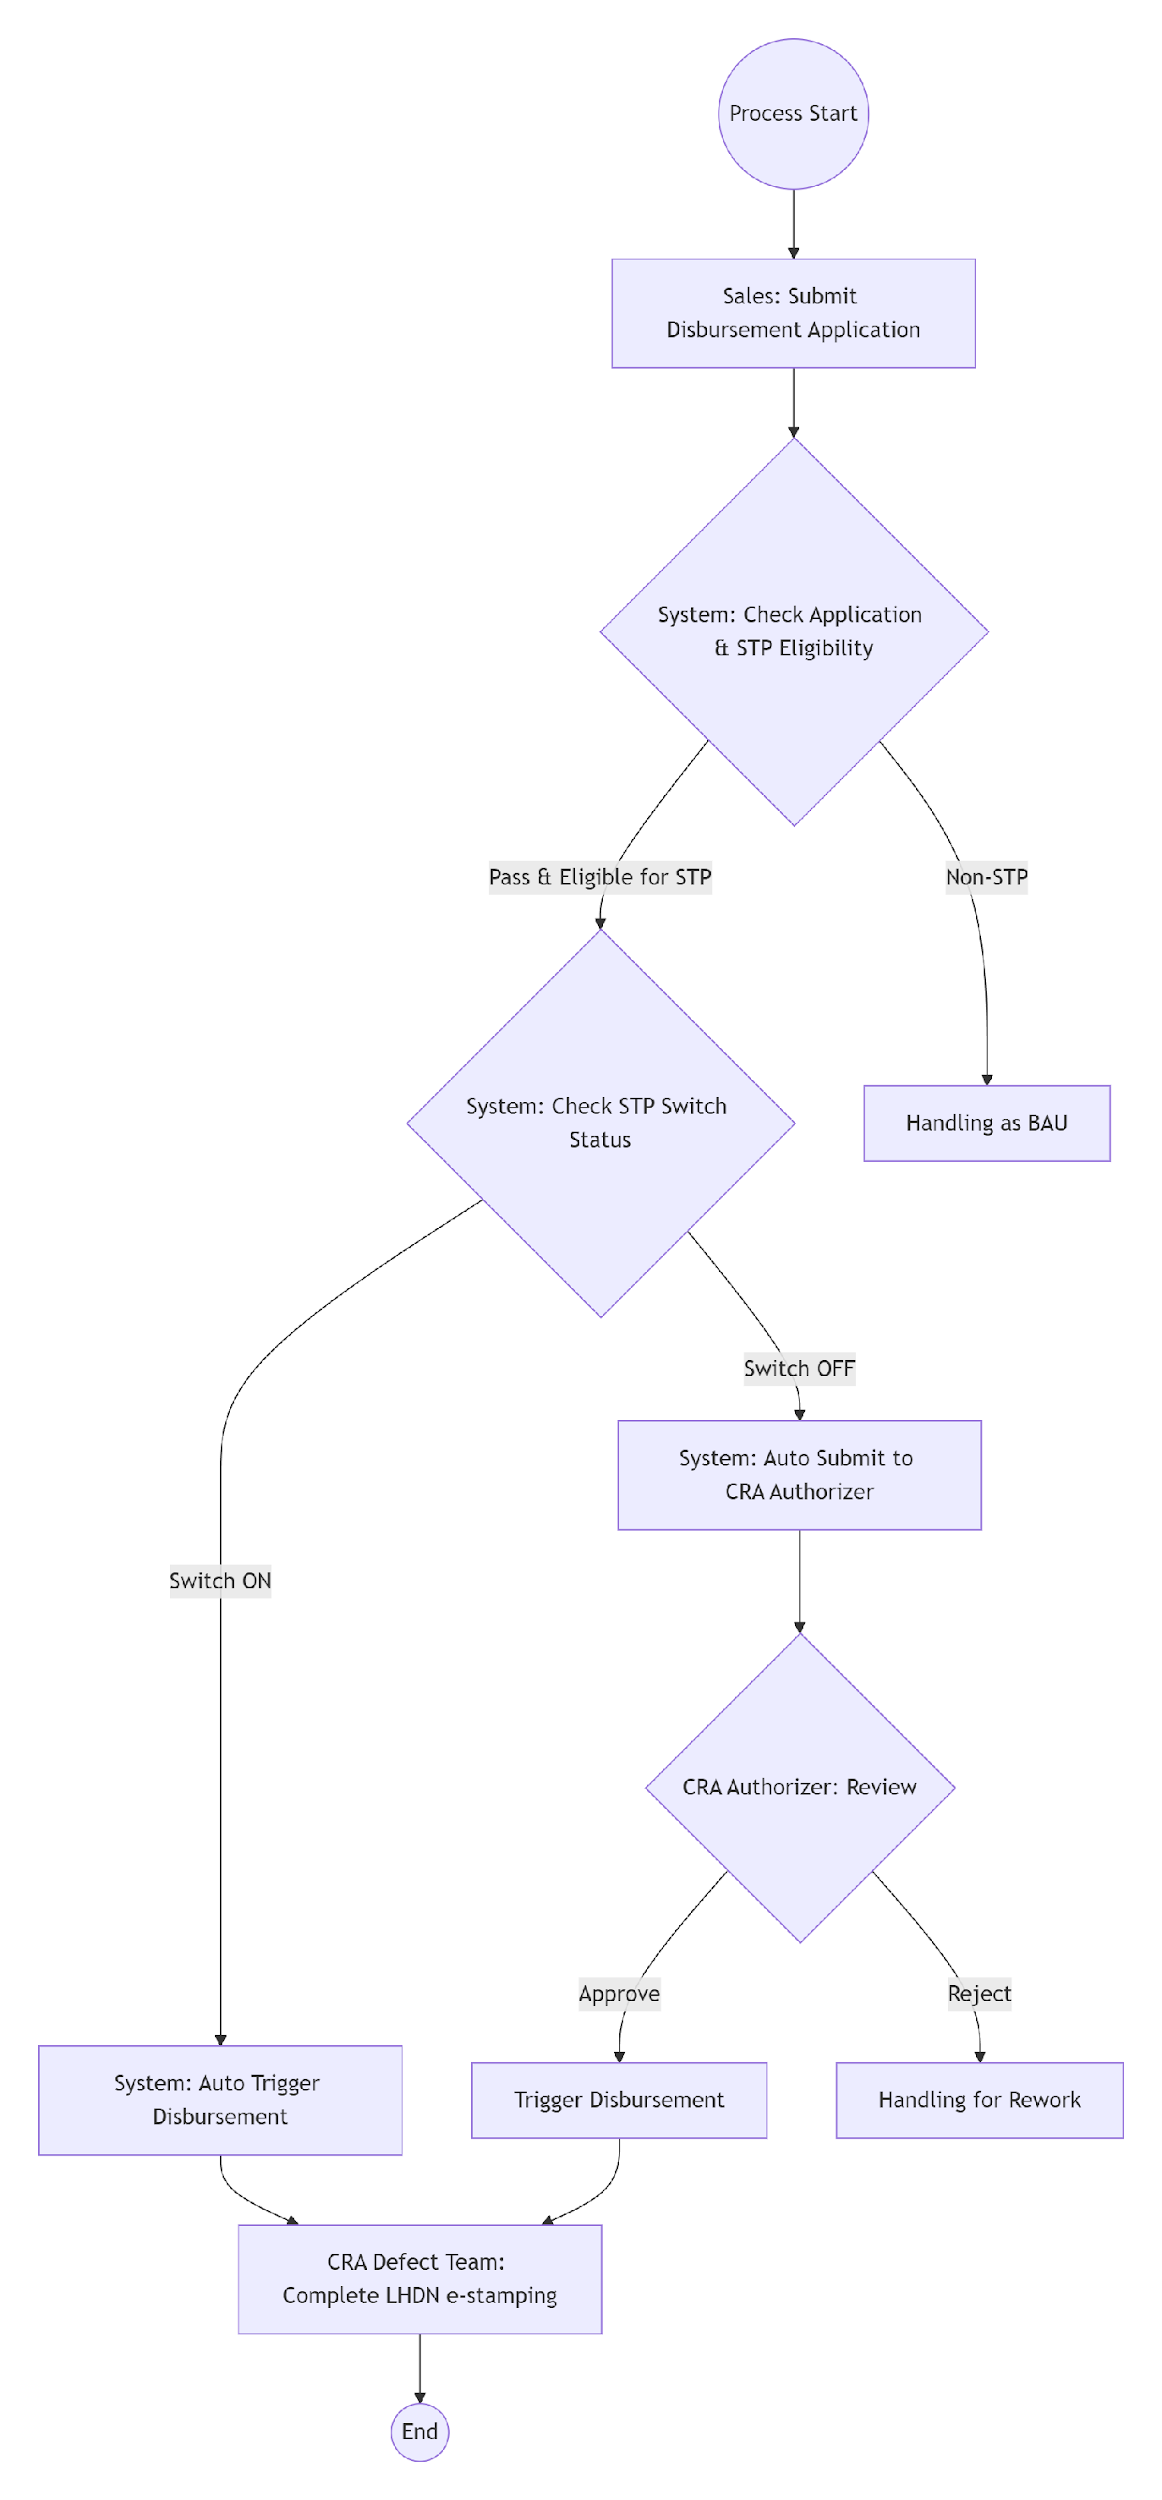 Process Start
Sales: Submit
Disbursement Application
System: Check Application
& STP Eligibility
Pass & Eligible for STP
Non-STP
System: Check STP Switch
Status
Handling as BAU
Switch OFF
System: Auto Submit to
CRA Authorizer
Switch ON
CRA Authorizer: Review
Approve
Reject
System: Auto Trigger
Disbursement
Trigger Disbursement
Handling for Rework
CRA Defect Team:
Complete LHDN e-stamping
End